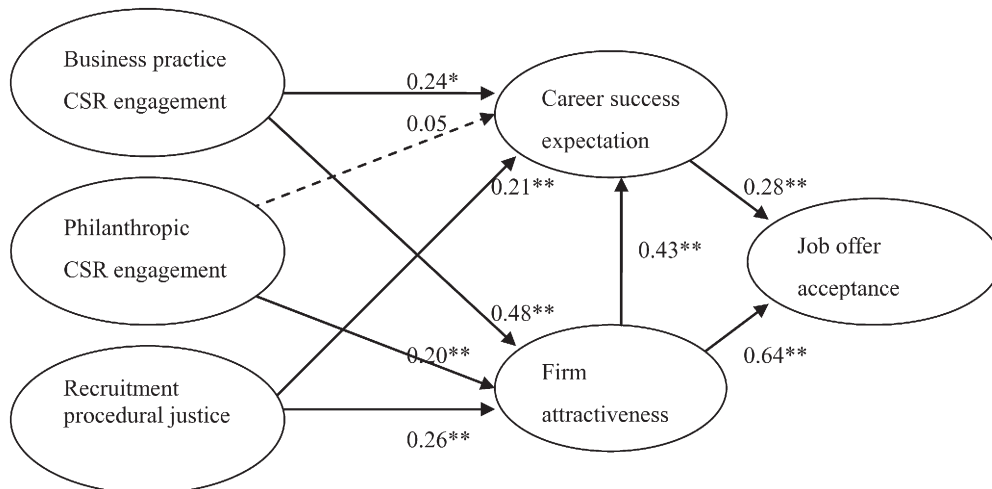 Business practice
CSR engagement
0.24*
Career success
expectation
0.05
0.21**
0.28**
Philanthropic
CSR engagement
0.43**
Job offer
acceptance
0.48**
0.20**
0.64**
Recruitment
procedural justice
Firm
attractiveness
0.26**